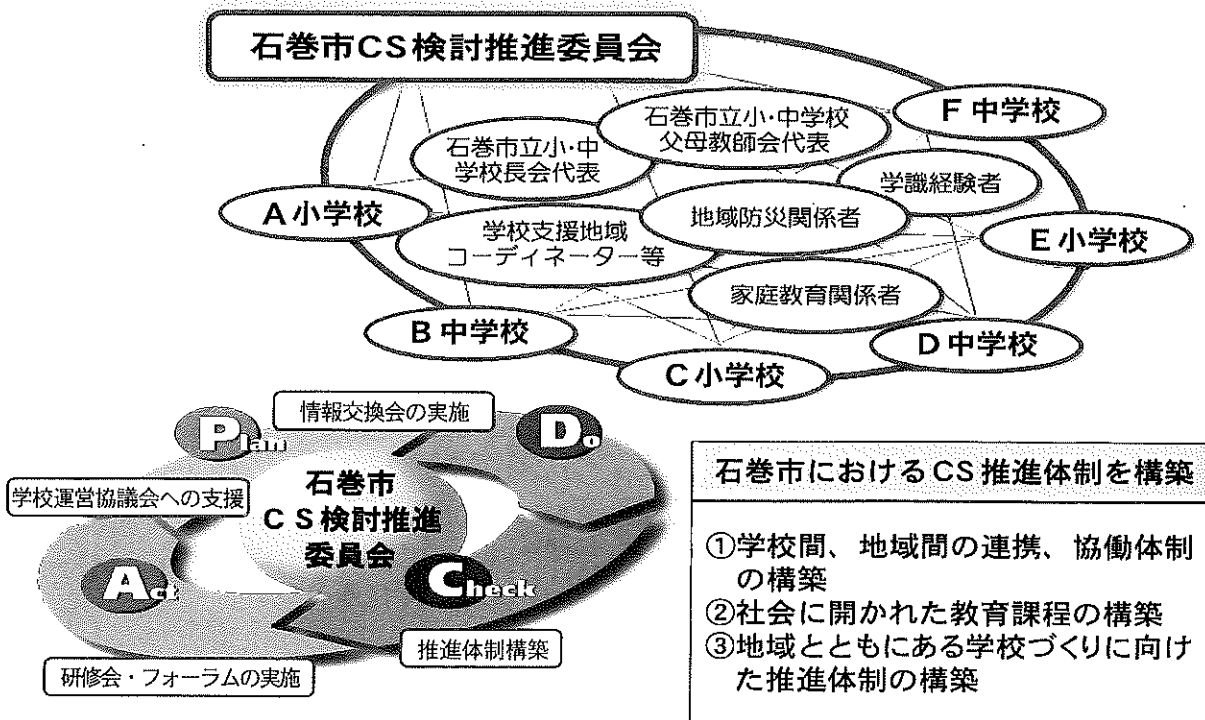 石巻市CS検討推進委員会
F中学校
石巻市立小・中学校
父母教師会代表
石巻市立小・中
学校長会代表
学識経験者
A小学校
地域防災関係者
学校支援地域
コーディネーター等
E小学校
家庭教育関係者
B中学校
D中学校
C小学校
情報交換会の実施
Plan
Do
学校運営協議会への支援
石巻市
CS検討推進
委員会
Act
Check
推進体制構築
研修会・フォーラムの実施
石巻市におけるCS推進体制を構築
①学校間、地域間の連携、協働体制
の構築
②社会に開かれた教育課程の構築
③地域とともにある学校づくりに向け
た推進体制の構築